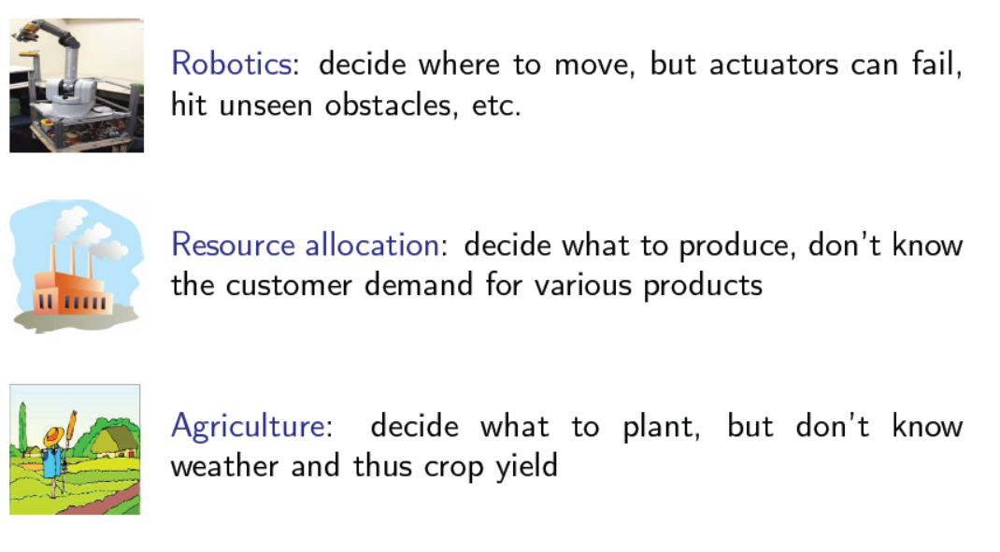 Robotics: decide where to move, but actuators can fail,
hit unseen obstacles, etc.
Resource allocation: decide what to produce, don't know
the customer demand for various products
Agriculture: decide what to plant, but don't know
weather and thus crop yield